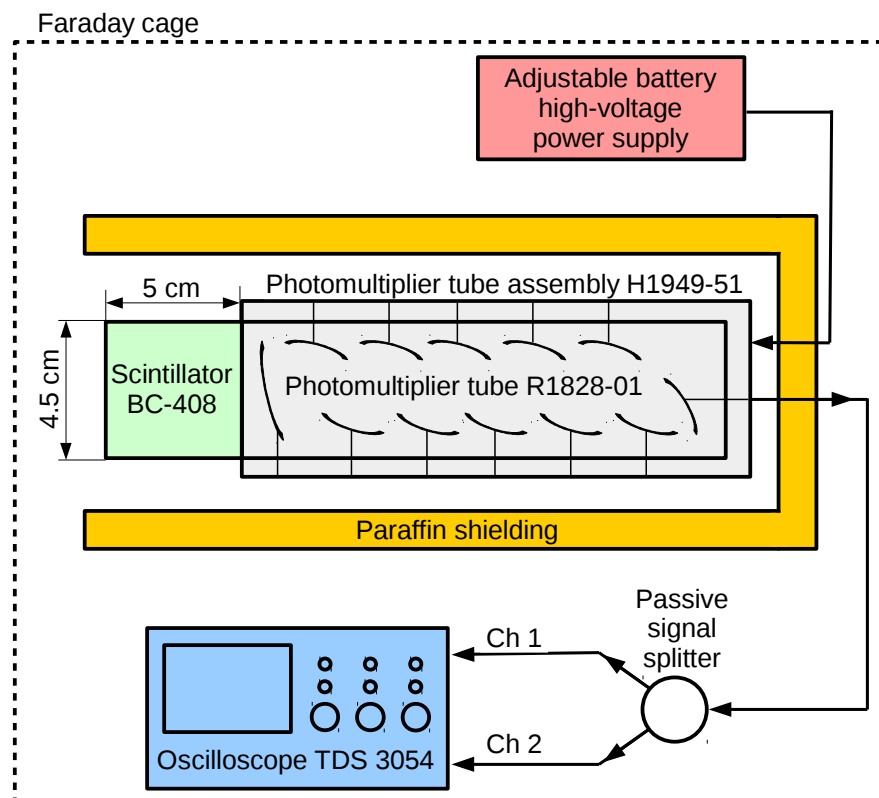 Faraday cage
Adjustable battery
high-voltage
power supply
5 cm
Photomultiplier tube assembly H1949-51
4.5 cm
Scintillator
BC-408
Photomultiplier tube R1828-01
Paraffin shielding
Passive
signal
splitter
Ch 1
Ch 2
Oscilloscope TDS 3054